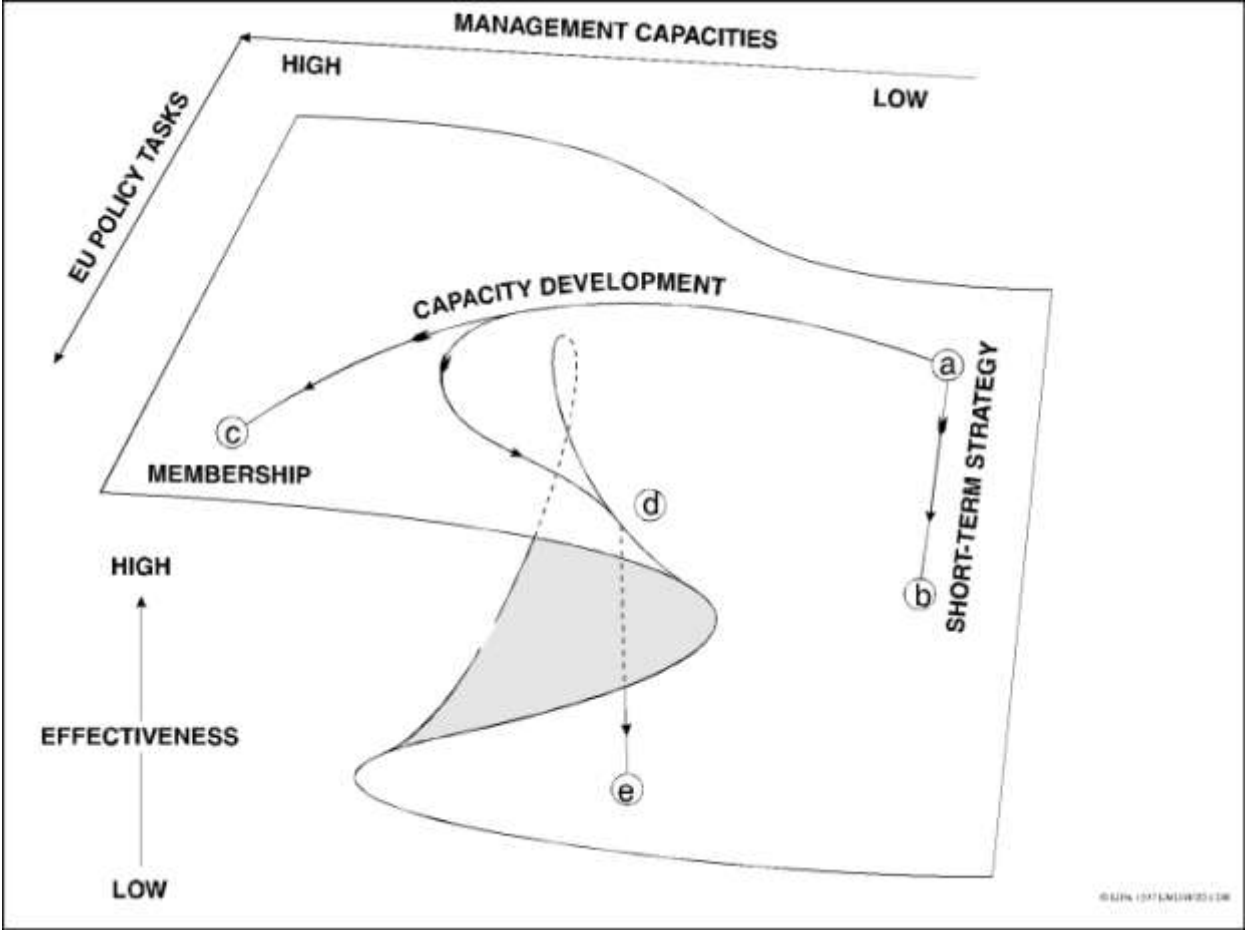 MANAGEMENT CAPACITIES
HIGH
LOW
EU POLICY TASKS
CAPACITY DEVELOPMENT
a
SHORT-TERM STRATEGY
c
MEMBERSHIP
d
b
HIGH
EFFECTIVENESS
e
LOW